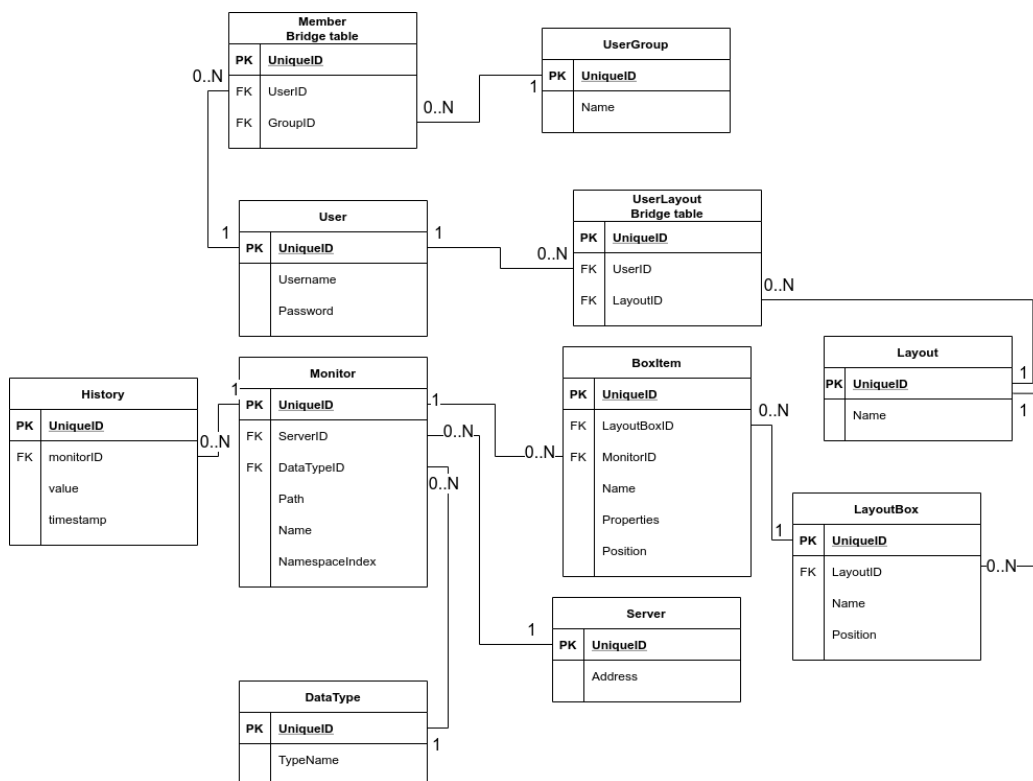 Member
Bridge table
PK UniqueID
FK UserID
FK GroupID
0..N
0..N
UserGroup
PK UniqueID
Name
1
User
PK UniqueID
Username
Password
1
1
UserLayout
Bridge table
PK UniqueID
FK UserID
FK LayoutID
0..N
0..N
Layout
PK UniqueID
Name
1
1
History
PK UniqueID
FK monitorID
value
timestamp
0..N
Monitor
PK UniqueID
FK ServerID
FK DataTypeID
Path
Name
NamespaceIndex
1
1
0..N
0..N
BoxItem
PK UniqueID
FK LayoutBoxID
FK MonitorID
Name
Properties
Position
0..N
0..N
LayoutBox
PK UniqueID
FK LayoutID
Name
Position
1
0..N
Server
PK UniqueID
Address
1
DataType
PK UniqueID
TypeName
1